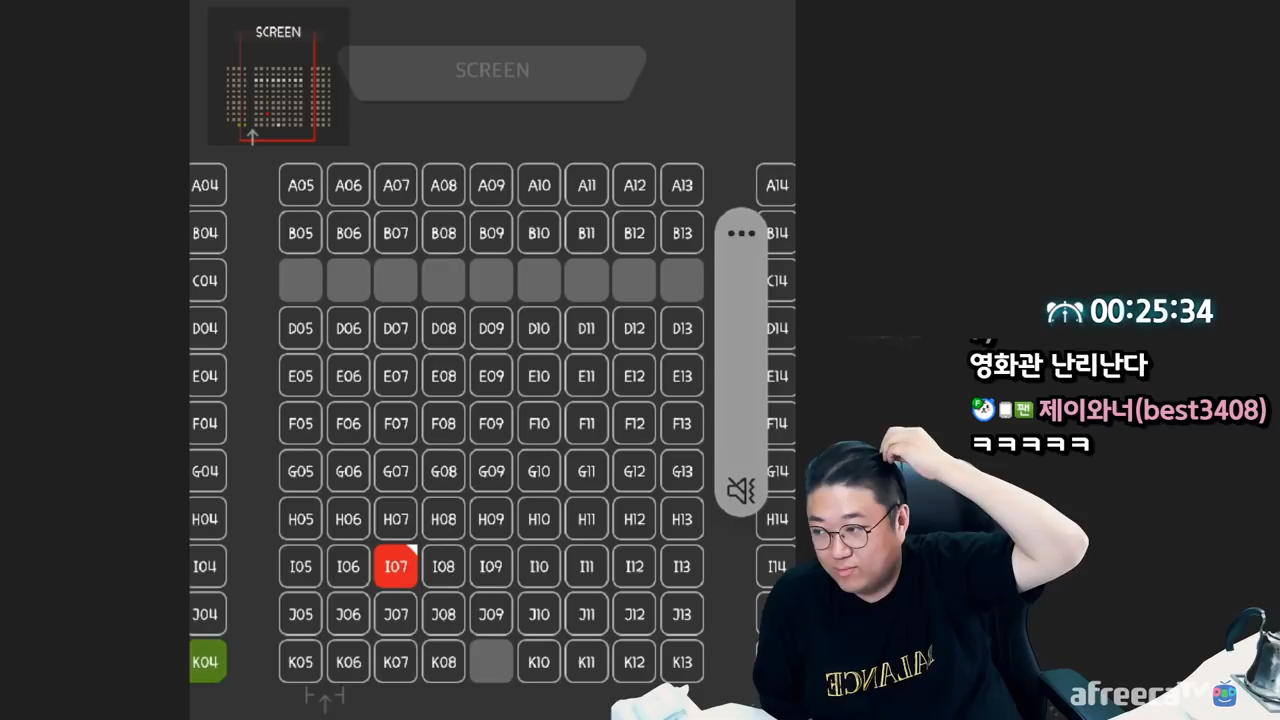 SCREEN
SCREEN
A04 A05 A06 A07 A08 A09 A10 A11 A12 A13 A14
B04 B05 B06 B07 B08 B09 B10 B11 B12 B13 B14
C04 C14
D04 D05 D06 D07 D08 D09 D10 D11 D12 D13 D14
E04 E05 E06 E07 E08 E09 E10 E11 E12 E13 E14
F04 F05 F06 F07 F08 F09 F10 F11 F12 F13 F14
G04 G05 G06 G07 G08 G09 G10 G11 G12 G13 G14
H04 H05 H06 H07 H08 H09 H10 H11 H12 H13 H14
I04 I05 I06 I07 I08 I09 I10 I11 I12 I13 I14
J04 J05 J06 J07 J08 J09 J10 J11 J12 J13
K04 K05 K06 K07 K08 K10 K11 K12 K13
00:25:34
영화관 난리난다
F 팬 제이와너(best3408)
ㅋㅋㅋㅋㅋ
BALANCE
afreecaTV